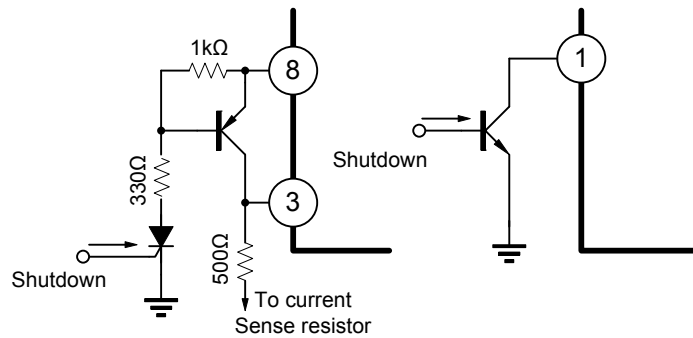 1kΩ
8
1
Shutdown
330Ω
3
500Ω
Shutdown
To current
Sense resistor